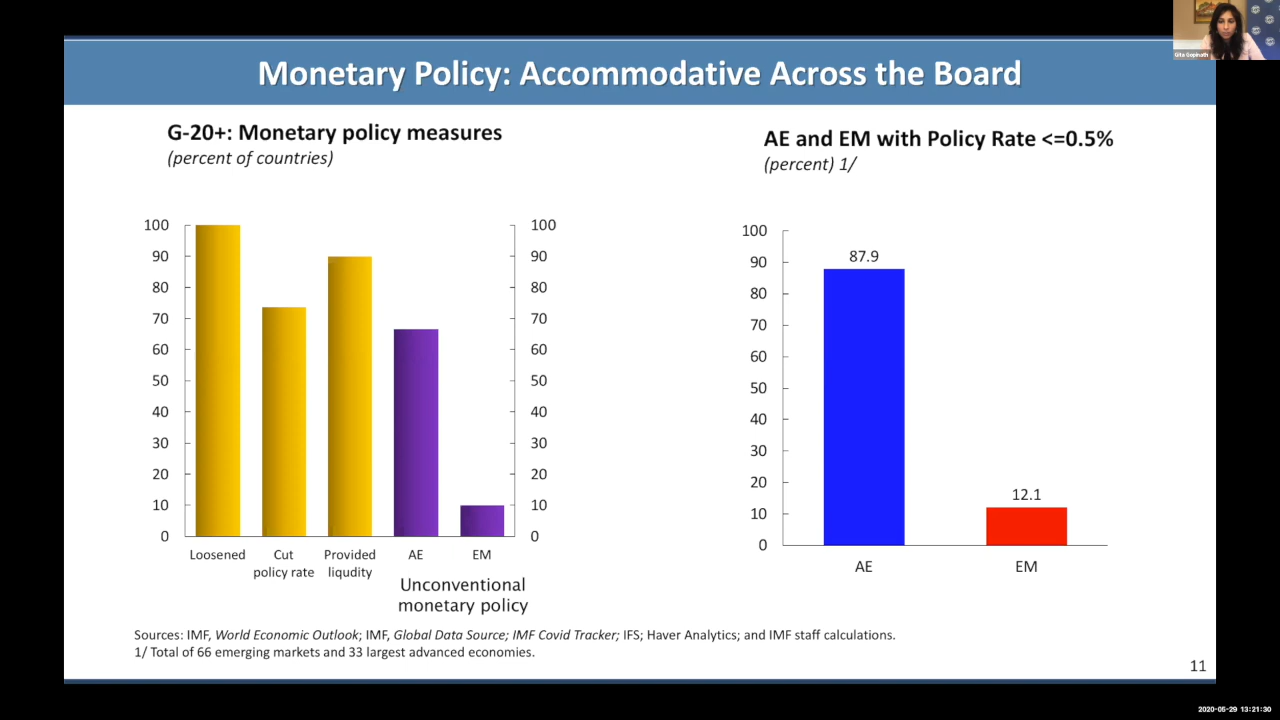 Gita Gopinath
Monetary Policy: Accommodative Across the Board
G-20+: Monetary policy measures
(percent of countries)
100
90
80
70
60
50
40
30
20
10
0
100
90
80
70
60
50
40
30
20
10
0
Loosened
Cut
policy rate
Provided
liqudity
AE
EM
Unconventional
monetary policy
AE and EM with Policy Rate <=0.5%
(percent) 1/
100
90
80
70
60
50
40
30
20
10
0
87.9
12.1
AE
EM
Sources: IMF, World Economic Outlook; IMF, Global Data Source; IMF Covid Tracker; IFS; Haver Analytics; and IMF staff calculations.
1/ Total of 66 emerging markets and 33 largest advanced economies.
11
2020-05-29 13:21:30